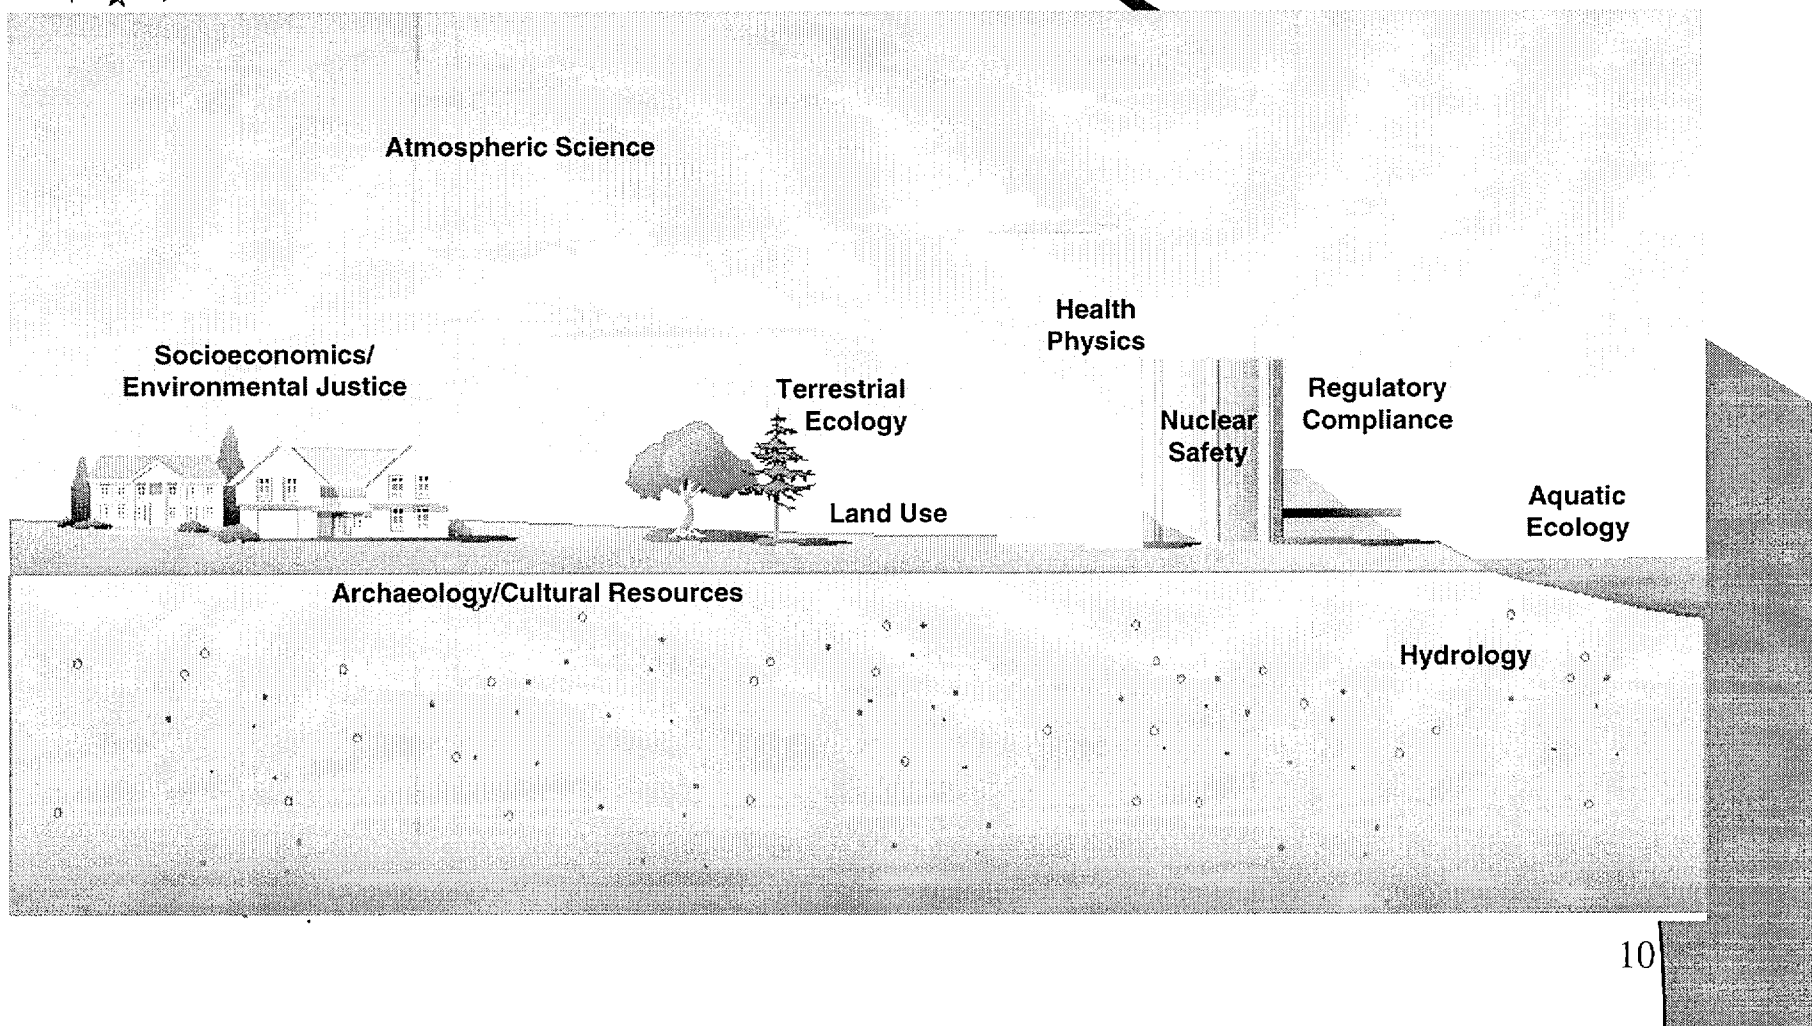 Atmospheric Science
Health
Physics
Socioeconomics/
Environmental Justice
Terrestrial
Ecology
Regulatory
Compliance
Nuclear
Safety
Land Use
Aquatic
Ecology
Archaeology/Cultural Resources
Hydrology
10